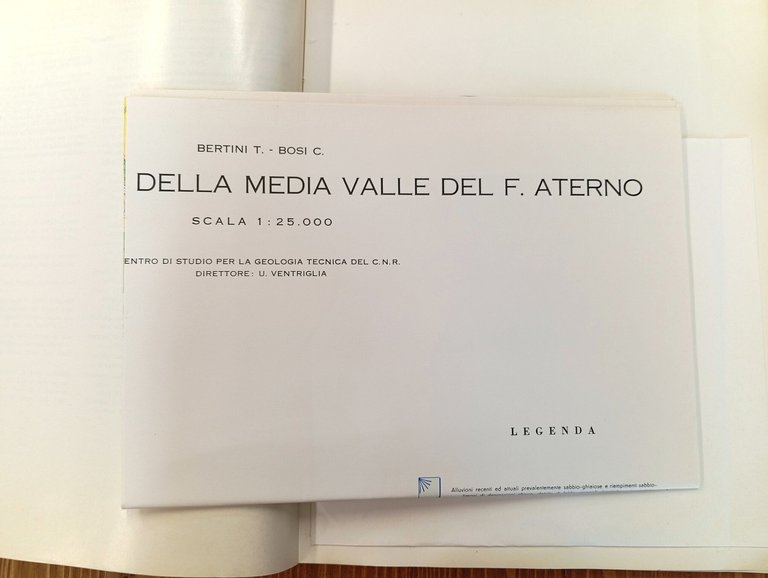 BERTINI T. - BOSI C.
DELLA MEDIA VALLE DEL F. ATERNO
SCALA 1 : 25.000
ENTRO DI STUDIO PER LA GEOLOGIA TECNICA DEL C.N.R.
DIRETTORE: U. VENTRIGLIA
LEGENDA
Alluvioni recenti ed attuali prevalentemente sabbio-ghiaiose e riempimenti sabbio-